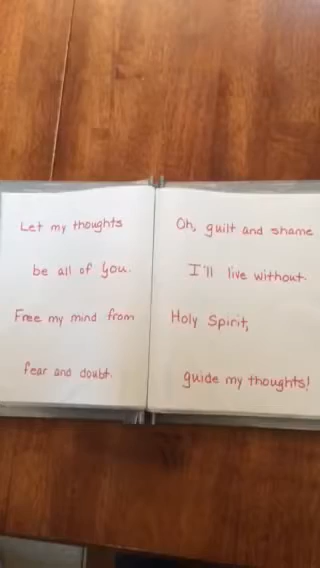 Let my thoughts
be all of You.
Free my mind from
fear and doubt.
Oh, guilt and shame
I'll live without.
Holy Spirit,
guide my thoughts!